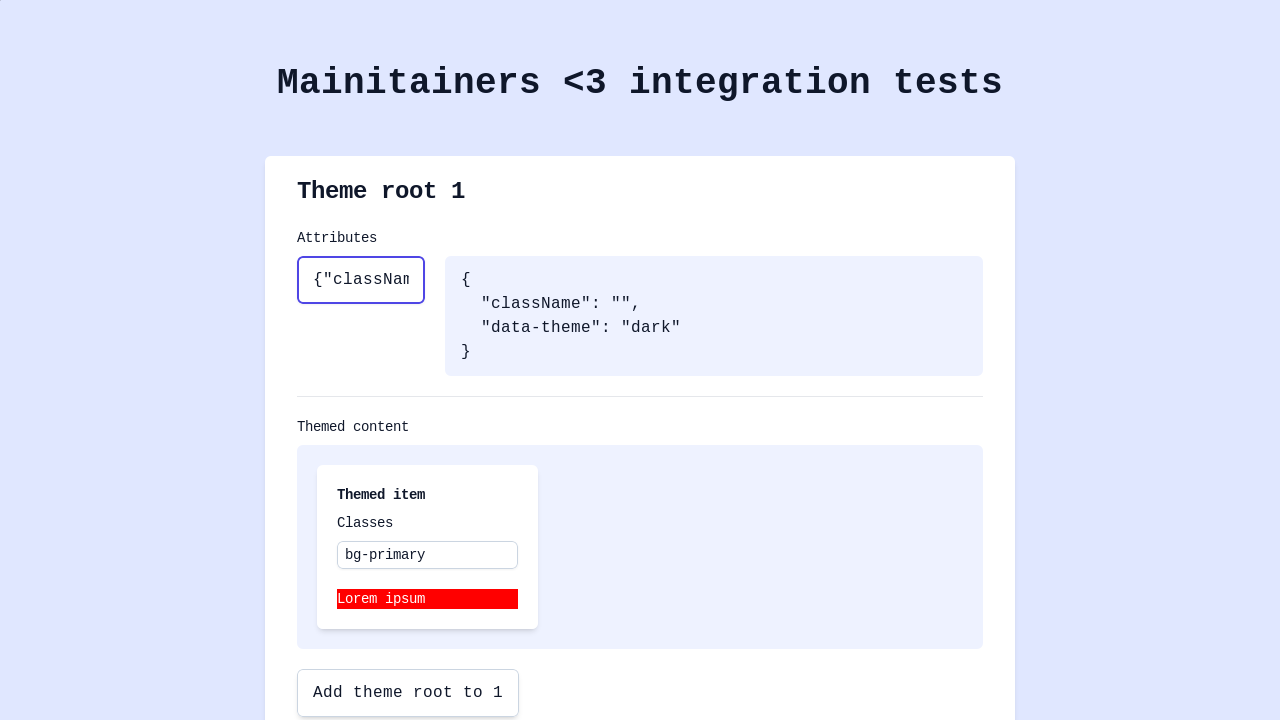 Mainitainers <3 integration tests
Theme root 1
Attributes
{"classNam
{
"className": "",
"data-theme": "dark"
}
Themed content
Themed item
Classes
bg-primary
Lorem ipsum
Add theme root to 1